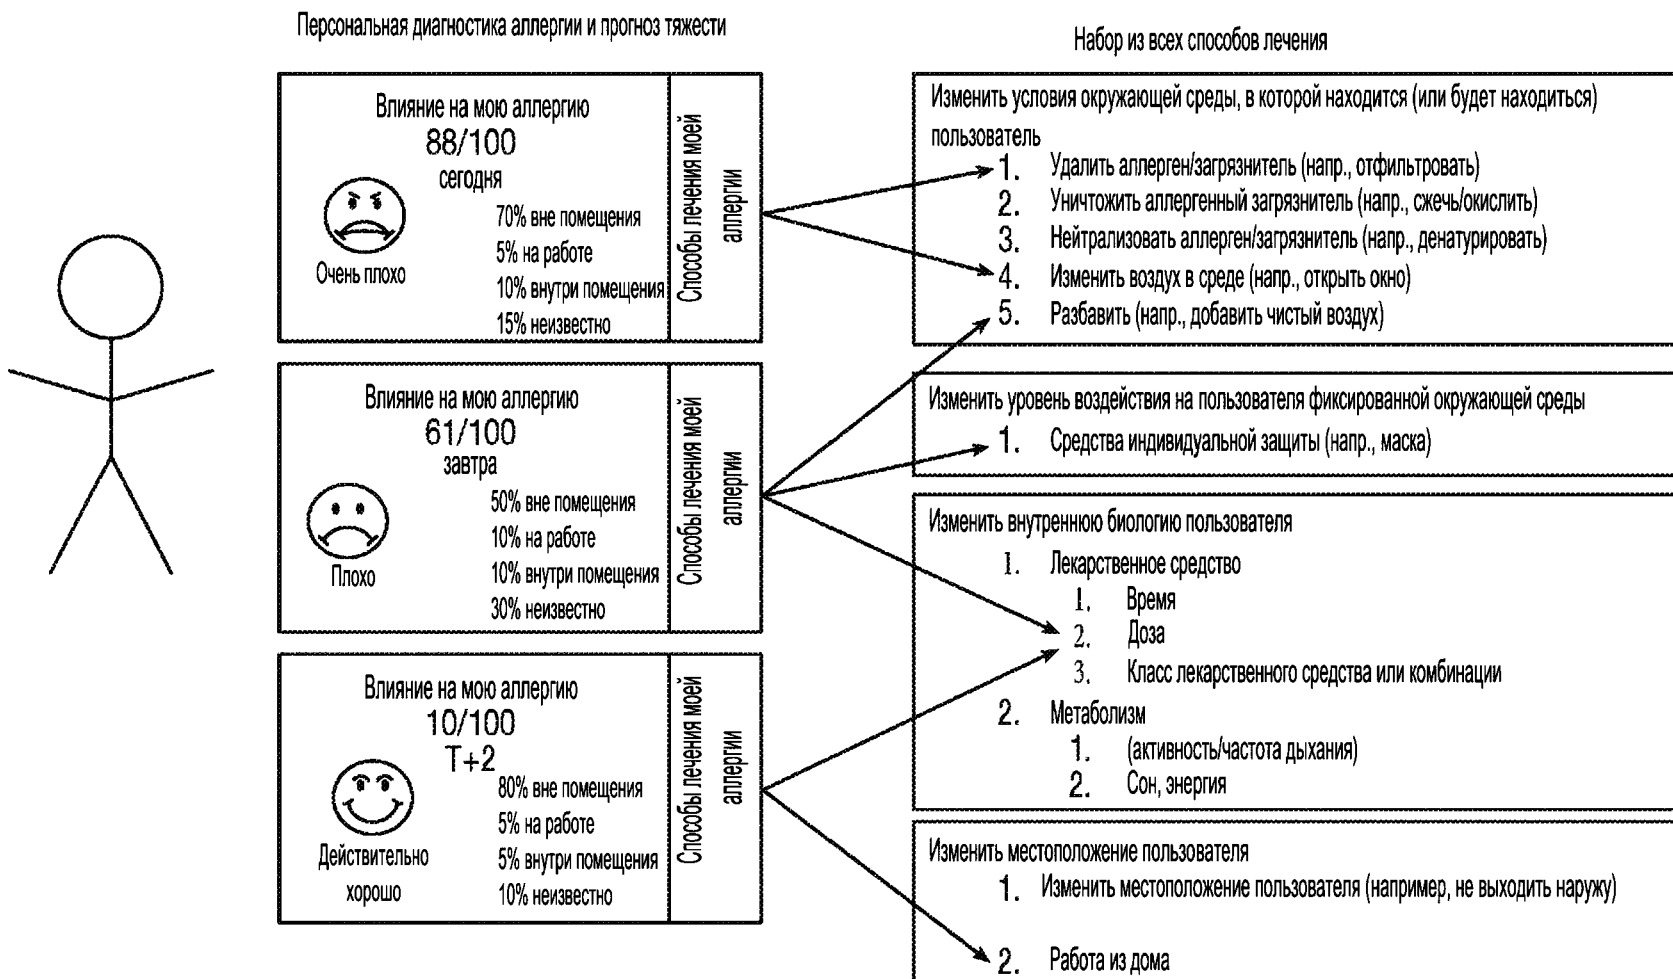 Персональная диагностика аллергии и прогноз тяжести
Влияние на мою аллергию
88/100
сегодня
Очень плохо
70% вне помещения
5% на работе
10% внутри помещения
15% неизвестно
Способы лечения моей
аллергии
Влияние на мою аллергию
61/100
завтра
Плохо
50% вне помещения
10% на работе
10% внутри помещения
30% неизвестно
Способы лечения моей
аллергии
Влияние на мою аллергию
10/100
T+2
Действительно
хорошо
80% вне помещения
5% на работе
5% внутри помещения
10% неизвестно
Способы лечения моей
аллергии
Набор из всех способов лечения
Изменить условия окружающей среды, в которой находится (или будет находиться)
пользователь
1. Удалить аллерген/загрязнитель (напр., отфильтровать)
2. Уничтожить аллергенный загрязнитель (напр., сжечь/окислить)
3. Нейтрализовать аллерген/загрязнитель (напр., денатурировать)
4. Изменить воздух в среде (напр., открыть окно)
5. Разбавить (напр., добавить чистый воздух)
Изменить уровень воздействия на пользователя фиксированной окружающей среды
1. Средства индивидуальной защиты (напр., маска)
Изменить внутреннюю биологию пользователя
1. Лекарственное средство
1. Время
2. Доза
3. Класс лекарственного средства или комбинации
2. Метаболизм
1. (активность/частота дыхания)
2. Сон, энергия
Изменить местоположение пользователя
1. Изменить местоположение пользователя (например, не выходить наружу)
2. Работа из дома